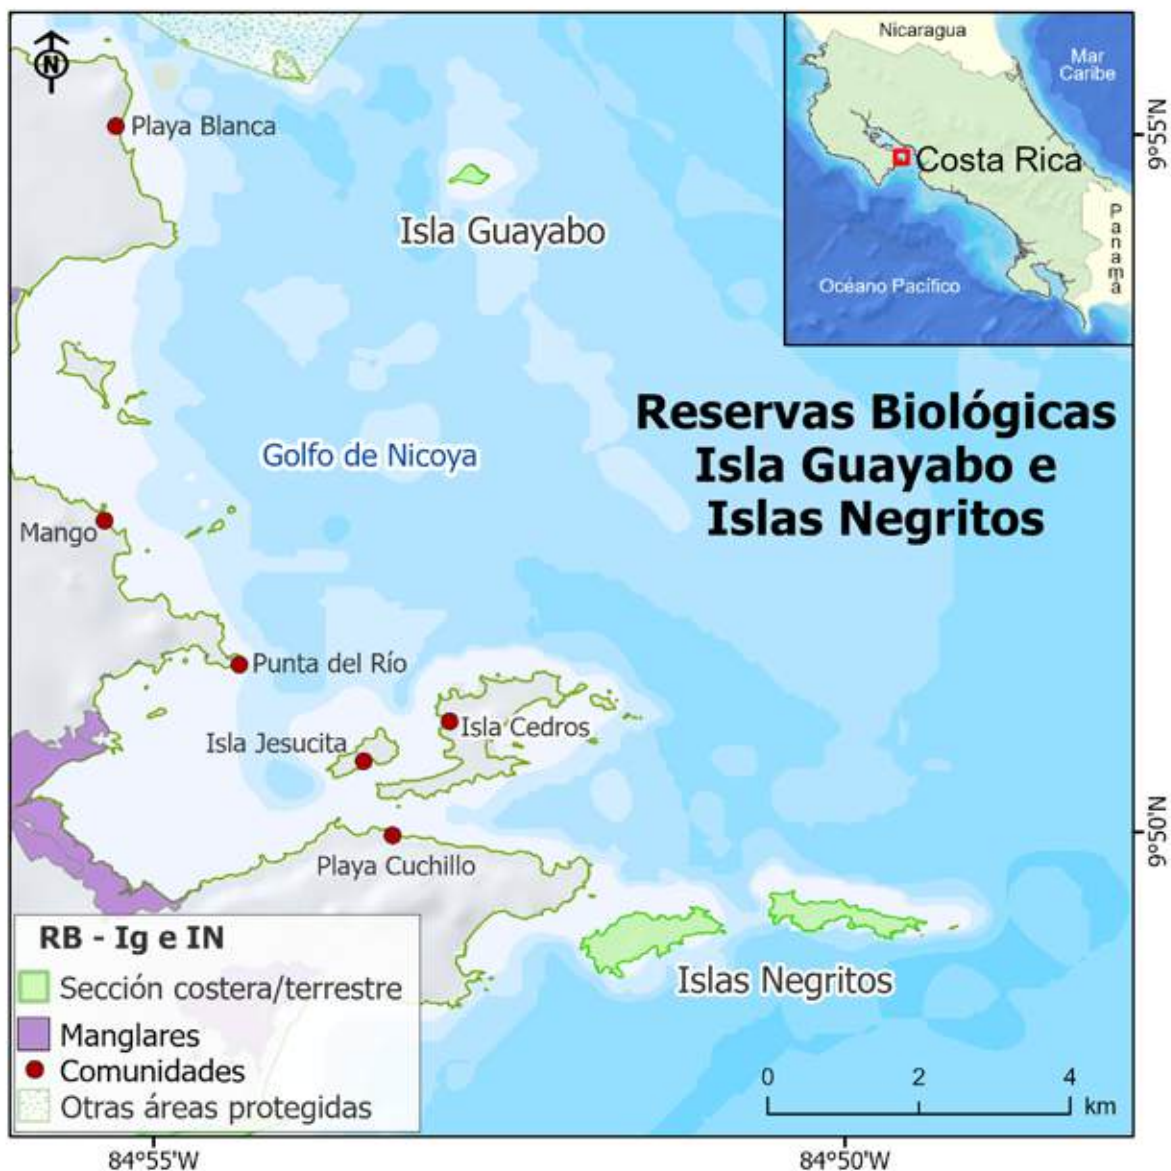 N
Nicaragua
Mar
Caribe
Costa Rica
Panamá
Océano Pacífico
9°55'N
Playa Blanca
Isla Guayabo
Reservas Biológicas
Isla Guayabo e
Islas Negritos
Golfo de Nicoya
Mango
Punta del Río
Isla Cedros
Isla Jesucita
9°50'N
Playa Cuchillo
Islas Negritos
RB - Ig e IN
Sección costera/terrestre
Manglares
Comunidades
Otras áreas protegidas
0 2 4
km
84°55'W 84°50'W